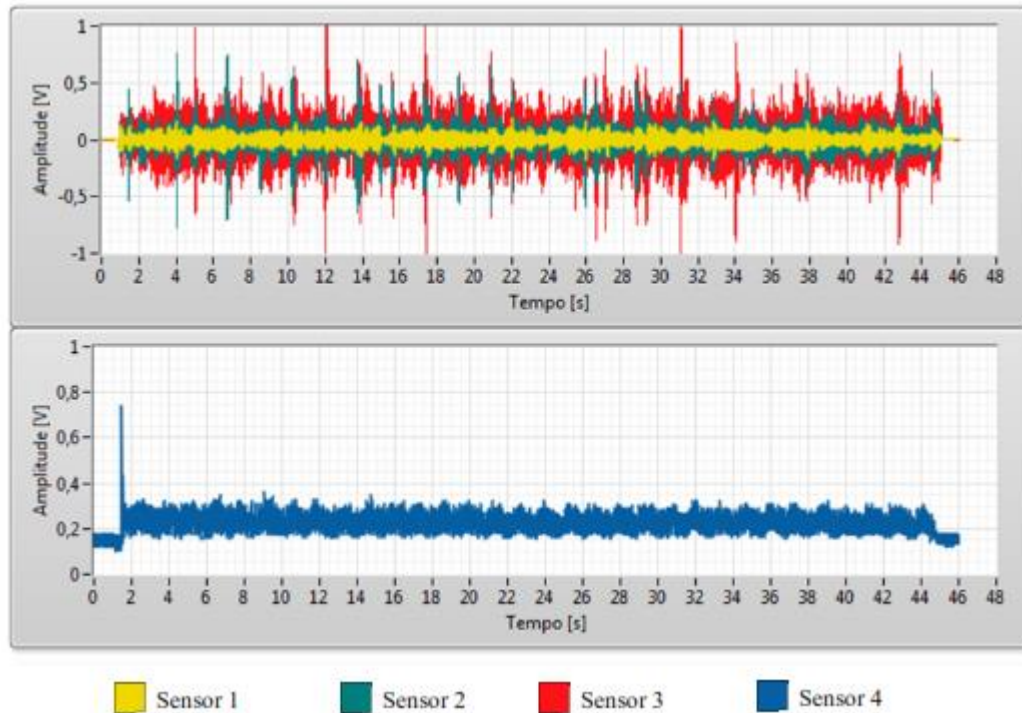 1
0,5
0
-0,5
-1
Amplitude [V]
0 2 4 6 8 10 12 14 16 18 20 22 24 26 28 30 32 34 36 38 40 42 44 46 48
Tempo [s]
1
0,8
0,6
0,4
0,2
0
Amplitude [V]
0 2 4 6 8 10 12 14 16 18 20 22 24 26 28 30 32 34 36 38 40 42 44 46 48
Tempo [s]
Sensor 1 Sensor 2 Sensor 3 Sensor 4